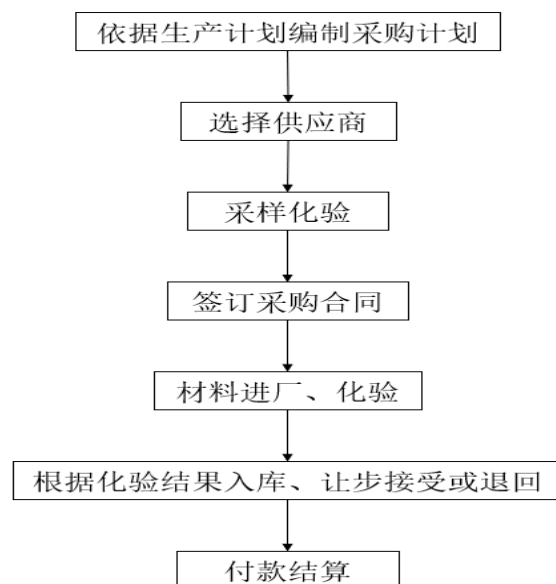 依据生产计划编制采购计划
选择供应商
采样化验
签订采购合同
材料进厂、化验
根据化验结果入库、让步接受或退回
付款结算